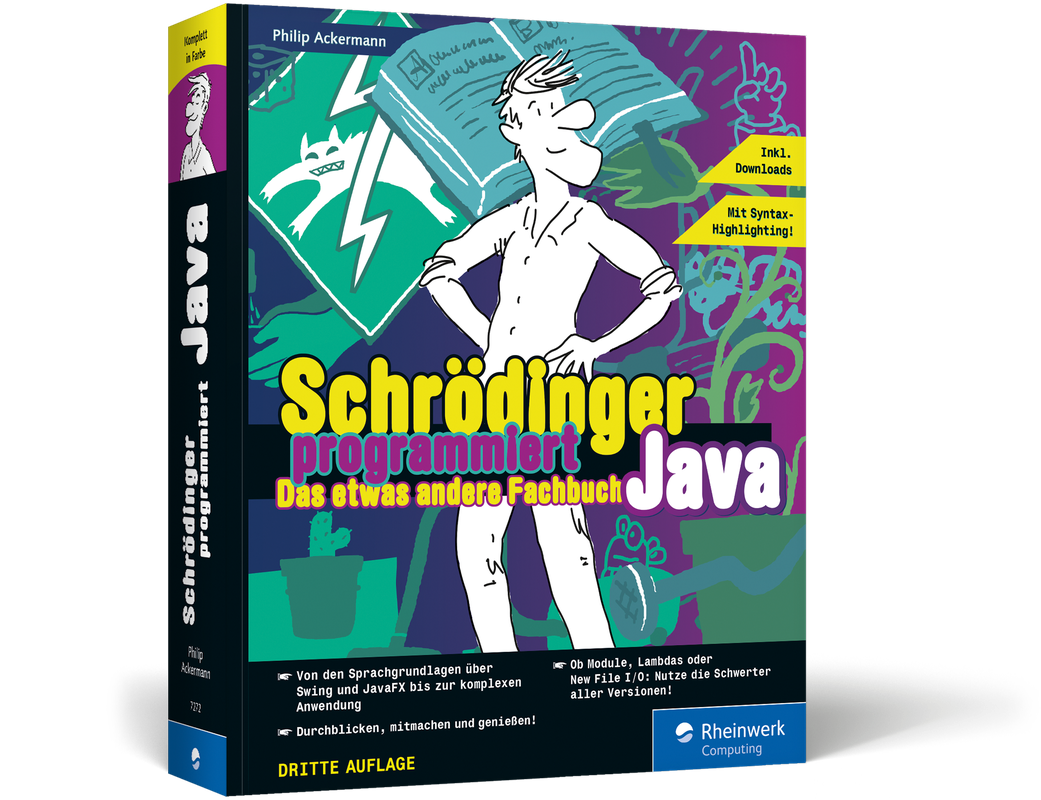 Komplett
in Farbe
Schrödinger
programmiert
Java
Philip
Ackermann
7272
Philip Ackermann
A
B
Inkl.
Downloads
Mit Syntax-
Highlighting!
Schrödinger
programmiert
Java
Das etwas andere Fachbuch
Von den Sprachgrundlagen über
Swing und JavaFX bis zur komplexen
Anwendung
Durchblicken, mitmachen und genießen!
Ob Module, Lambdas oder
New File I/O: Nutze die Schwerter
aller Versionen!
DRITTE AUFLAGE
Rheinwerk
Computing